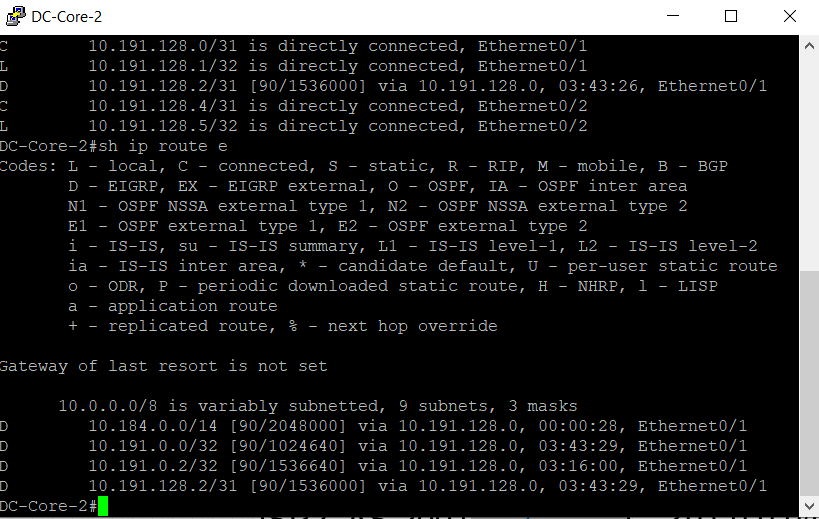 DC-Core-2
C 10.191.128.0/31 is directly connected, Ethernet0/1
L 10.191.128.1/32 is directly connected, Ethernet0/1
D 10.191.128.2/31 [90/1536000] via 10.191.128.0, 03:43:26, Ethernet0/1
C 10.191.128.4/31 is directly connected, Ethernet0/2
L 10.191.128.5/32 is directly connected, Ethernet0/2
DC-Core-2#sh ip route e
Codes: L - local, C - connected, S - static, R - RIP, M - mobile, B - BGP
D - EIGRP, EX - EIGRP external, O - OSPF, IA - OSPF inter area
N1 - OSPF NSSA external type 1, N2 - OSPF NSSA external type 2
E1 - OSPF external type 1, E2 - OSPF external type 2
i - IS-IS, su - IS-IS summary, L1 - IS-IS level-1, L2 - IS-IS level-2
ia - IS-IS inter area, * - candidate default, U - per-user static route
o - ODR, P - periodic downloaded static route, H - NHRP, l - LISP
a - application route
+ - replicated route, % - next hop override
Gateway of last resort is not set
10.0.0.0/8 is variably subnetted, 9 subnets, 3 masks
D 10.184.0.0/14 [90/2048000] via 10.191.128.0, 00:00:28, Ethernet0/1
D 10.191.0.0/32 [90/1024640] via 10.191.128.0, 03:43:29, Ethernet0/1
D 10.191.0.2/32 [90/1536640] via 10.191.128.0, 03:16:00, Ethernet0/1
D 10.191.128.2/31 [90/1536000] via 10.191.128.0, 03:43:29, Ethernet0/1
DC-Core-2#